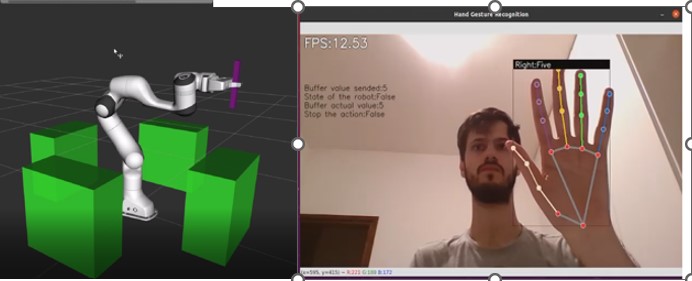 Hand Gesture Recognition
FPS:12.53
Right:Five
Buffer value sended:5
State of the robot:False
Buffer actual value:5
Stop the action:False
(x=595, y=415) ~ R:221 G:188 B:172